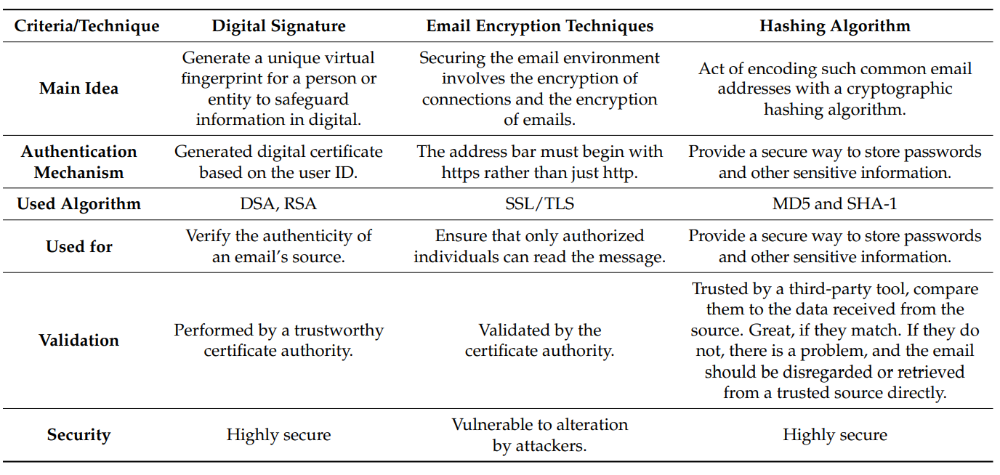 Criteria/Technique Digital Signature Email Encryption Techniques Hashing Algorithm
Main Idea
Generate a unique virtual
fingerprint for a person or
entity to safeguard
information in digital.
Securing the email environment
involves the encryption of
connections and the encryption
of emails.
Act of encoding such common email
addresses with a cryptographic
hashing algorithm.
Authentication
Mechanism
Generated digital certificate
based on the user ID.
The address bar must begin with
https rather than just http.
Provide a secure way to store passwords
and other sensitive information.
Used Algorithm DSA, RSA SSL/TLS MD5 and SHA-1
Used for
Verify the authenticity of
an email's source.
Ensure that only authorized
individuals can read the message.
Provide a secure way to store passwords
and other sensitive information.
Validation
Performed by a trustworthy
certificate authority.
Validated by the
certificate authority.
Trusted by a third-party tool, compare
them to the data received from the
source. Great, if they match. If they do
not, there is a problem, and the email
should be disregarded or retrieved
from a trusted source directly.
Security
Highly secure
Vulnerable to alteration
by attackers.
Highly secure